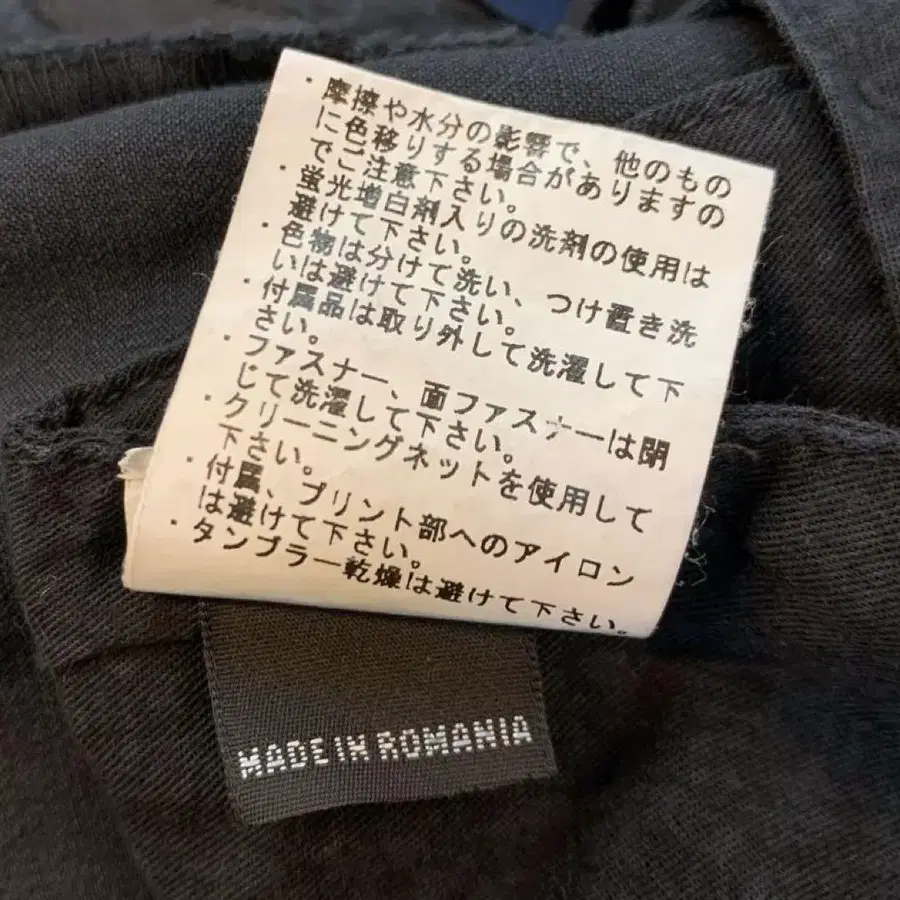 ・摩擦や水分の影響で、他のもの
に色移りする場合がありますの
でご注意下さい。
・蛍光増白剤入りの洗剤の使用は
避けて下さい。
・色物は分けて洗い、つけ置き洗
いは避けて下さい。
・付属品は取り外して洗濯して下
さい。
・ファスナー、面ファスナーは閉
じて洗濯して下さい。
・クリーニングネットを使用して
下さい。
・付属、プリント部へのアイロン
は避けて下さい。
・タンブラー乾燥は避けて下さい。
MADE IN ROMANIA